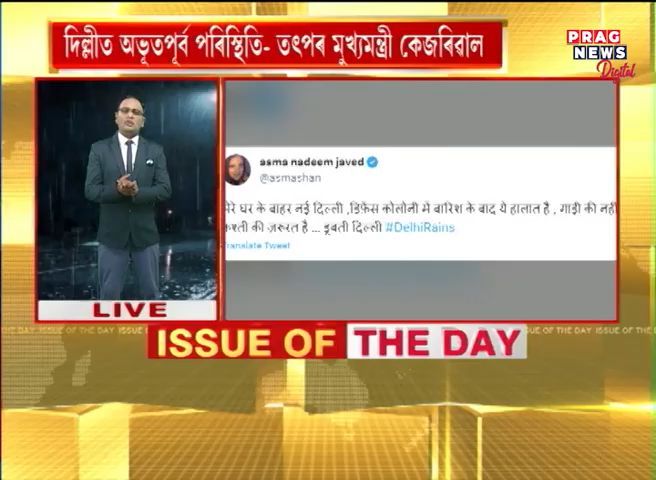 দিল্লীত অভূতপূৰ্ব পৰিস্থিতি- তৎপৰ মুখ্যমন্ত্ৰী কেজৰিৱাল
PRAG
NEWS
Digital
asma nadeem javed
@asmashan
मेरे घर के बाहर नई दिल्ली ,डिफ़ेंस कोलोनी में बारिश के बाद ये हालात है , गाड़ी की नहीं
कश्ती की ज़रूरत है ... डूबती दिल्ली #DelhiRains
Translate Tweet
LIVE
ISSUE OF THE DAY